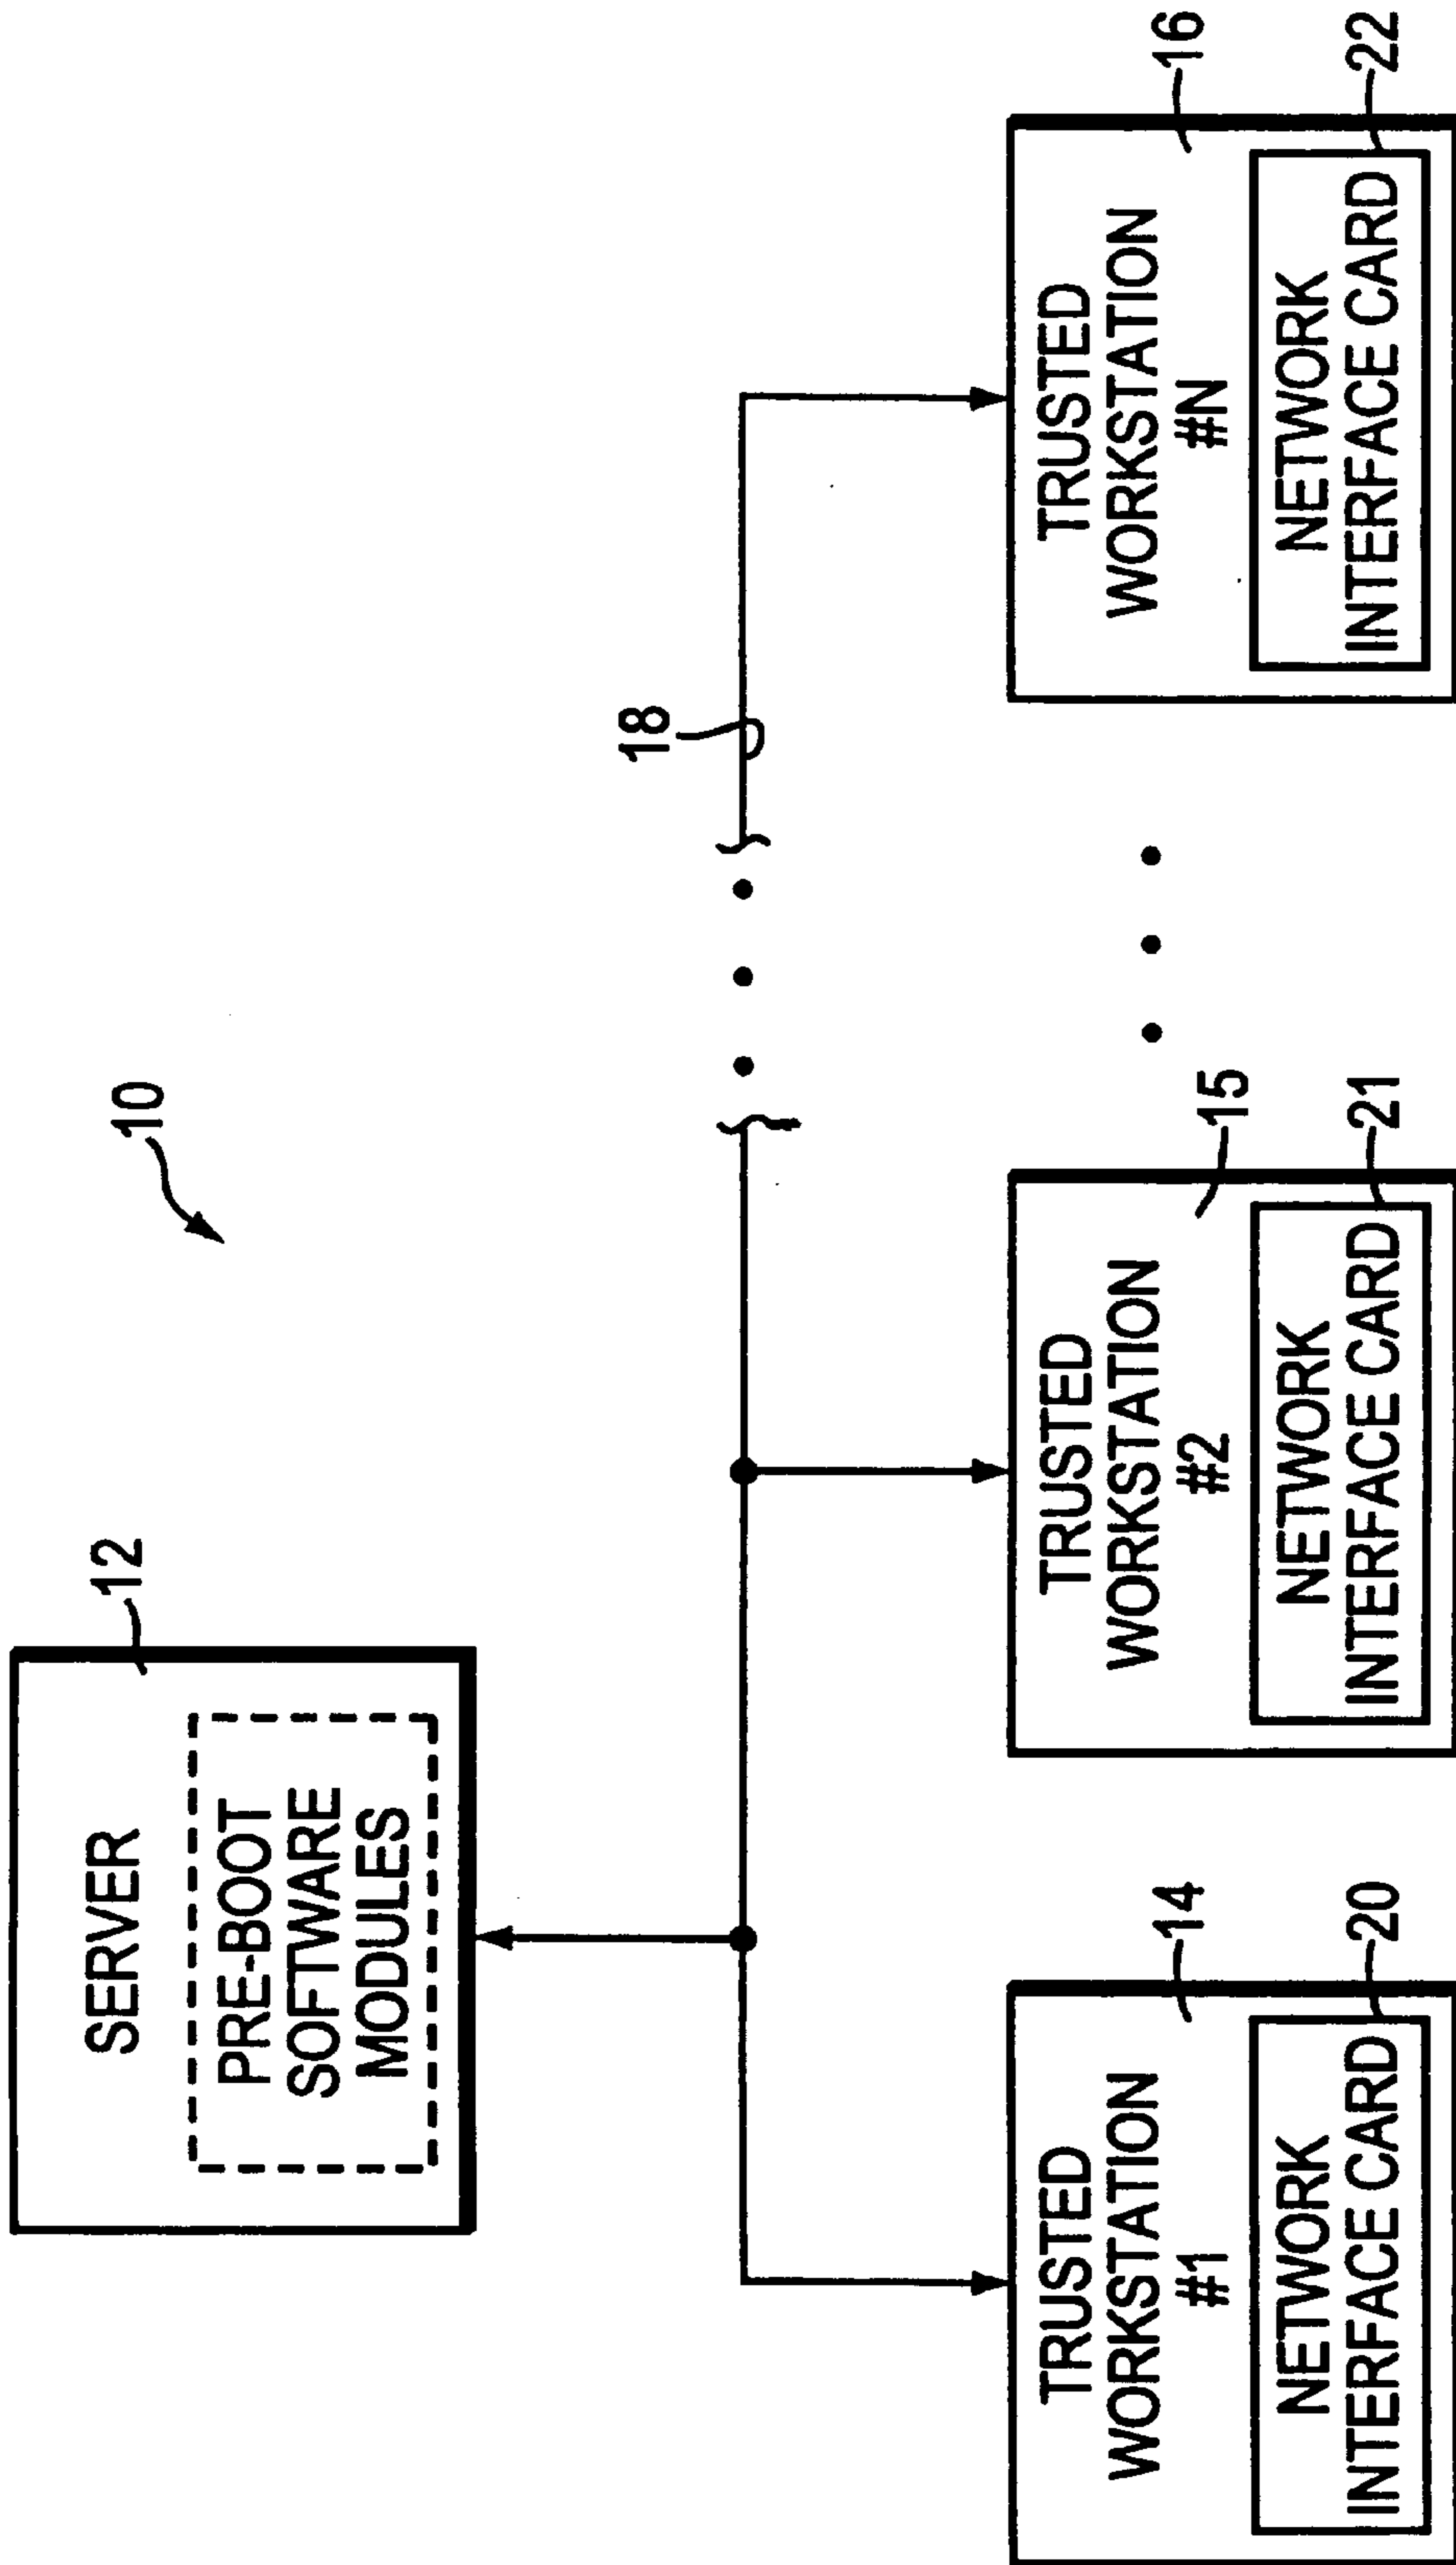 10
SERVER
12
PRE-BOOT
SOFTWARE
MODULES
18
TRUSTED
WORKSTATION
#1
14
NETWORK
INTERFACE CARD
20
TRUSTED
WORKSTATION
#2
15
NETWORK
INTERFACE CARD
21
TRUSTED
WORKSTATION
#N
16
NETWORK
INTERFACE CARD
22